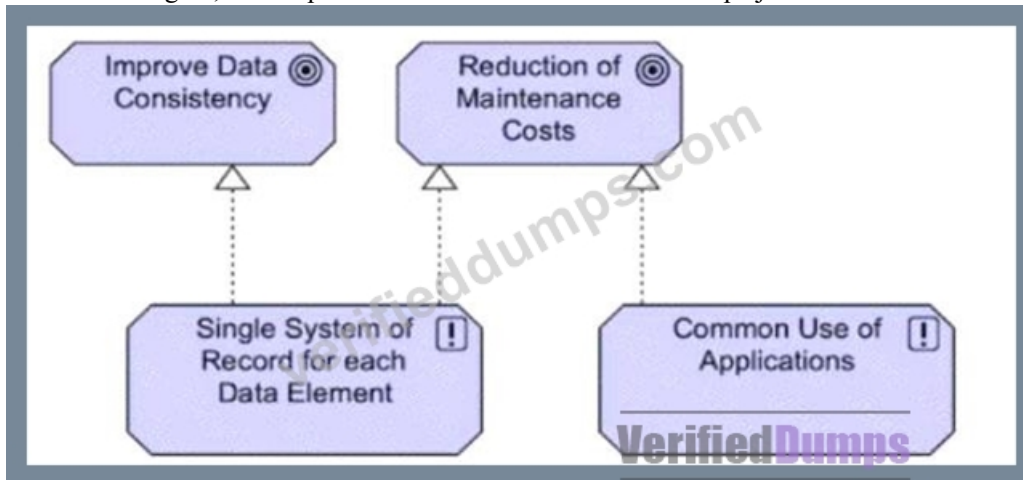 Improve Data
Consistency
Reduction of
Maintenance
Costs
verifieddumps.com
Single System of
Record for each
Data Element
Common Use of
Applications
VerifiedDumps